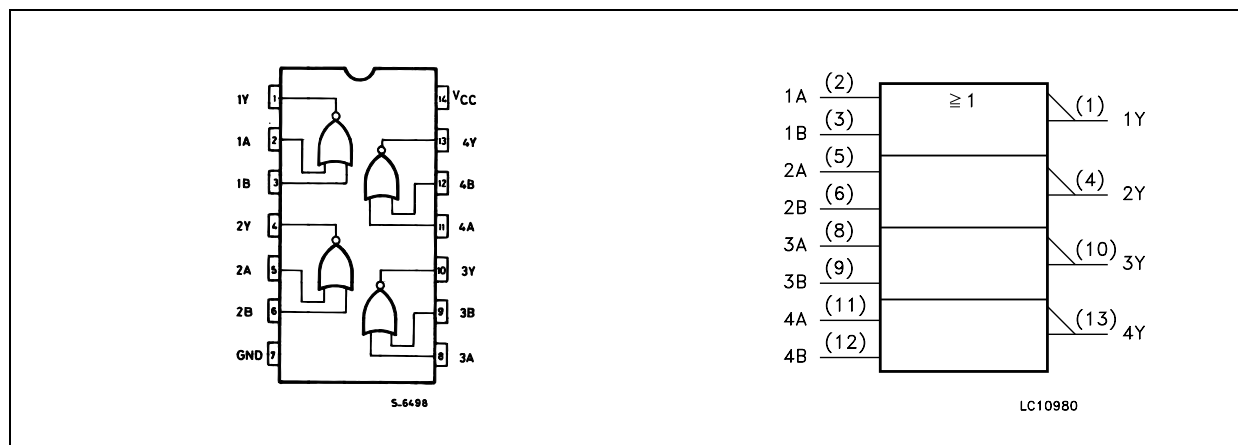 1Y 1 14 VCC
1A 2 13 4Y
1B 3 12 4B
2Y 4 11 4A
2A 5 10 3Y
2B 6 9 3B
GND 7 8 3A
S-6498
≧ 1
1A (2) (1) 1Y
1B (3)
2A (5) (4) 2Y
2B (6)
3A (8) (10) 3Y
3B (9)
4A (11) (13) 4Y
4B (12)
LC10980